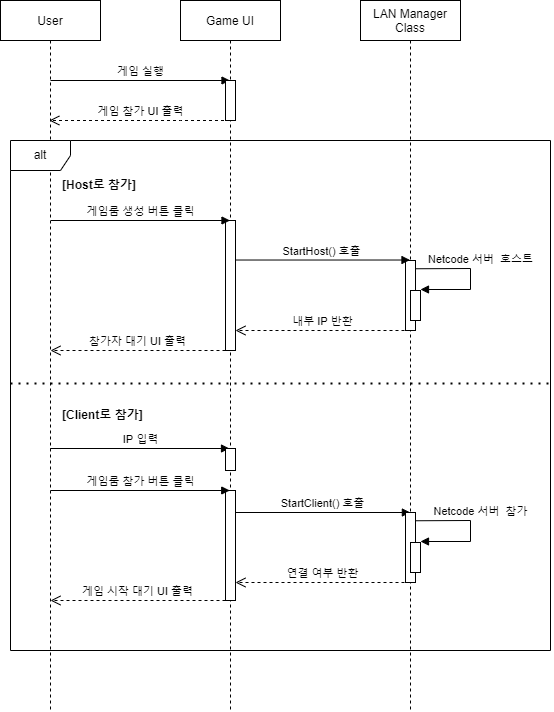 User
Game UI
LAN Manager
Class
게임 실행
게임 참가 UI 출력
alt
[Host로 참가]
게임룸 생성 버튼 클릭
StartHost() 호출
Netcode 서버 호스트
내부 IP 반환
참가자 대기 UI 출력
[Client로 참가]
IP 입력
게임룸 참가 버튼 클릭
StartClient() 호출
Netcode 서버 참가
연결 여부 반환
게임 시작 대기 UI 출력